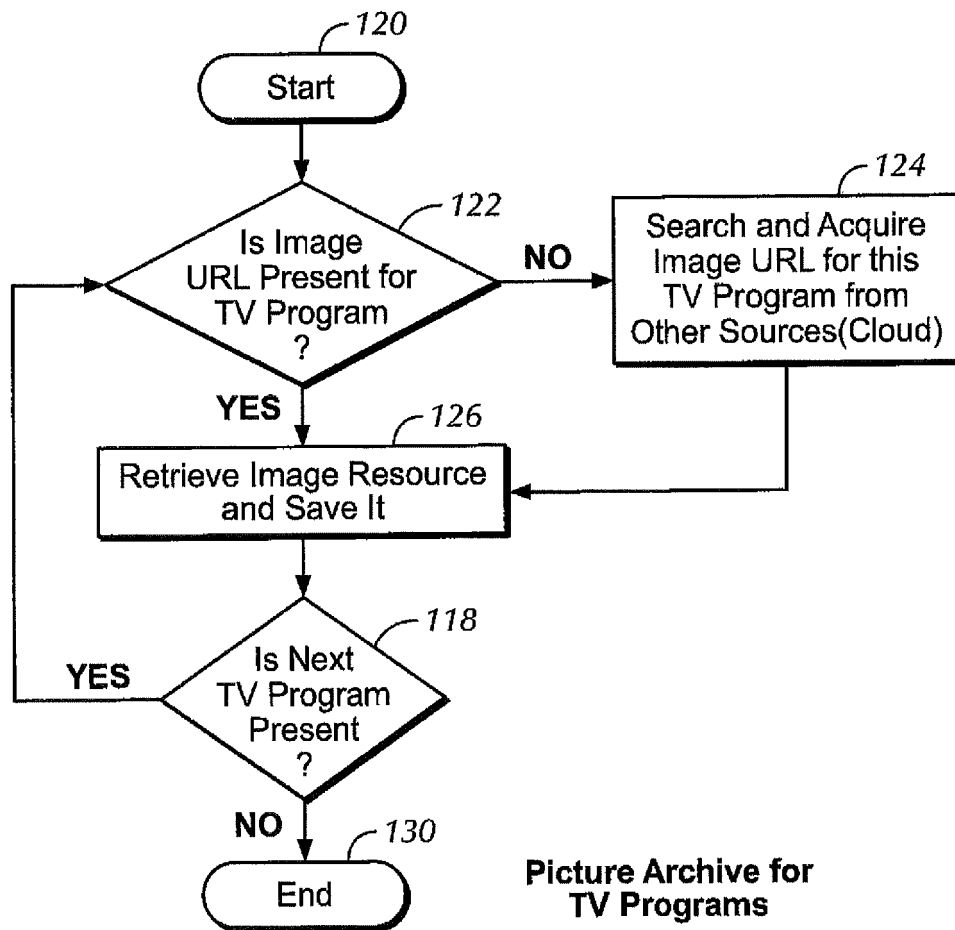 120
Start
122
Is Image
URL Present for
TV Program
?
NO
124
Search and Acquire
Image URL for this
TV Program from
Other Sources(Cloud)
YES
126
Retrieve Image Resource
and Save It
118
Is Next
TV Program
Present
?
YES
NO
130
End
Picture Archive for
TV Programs